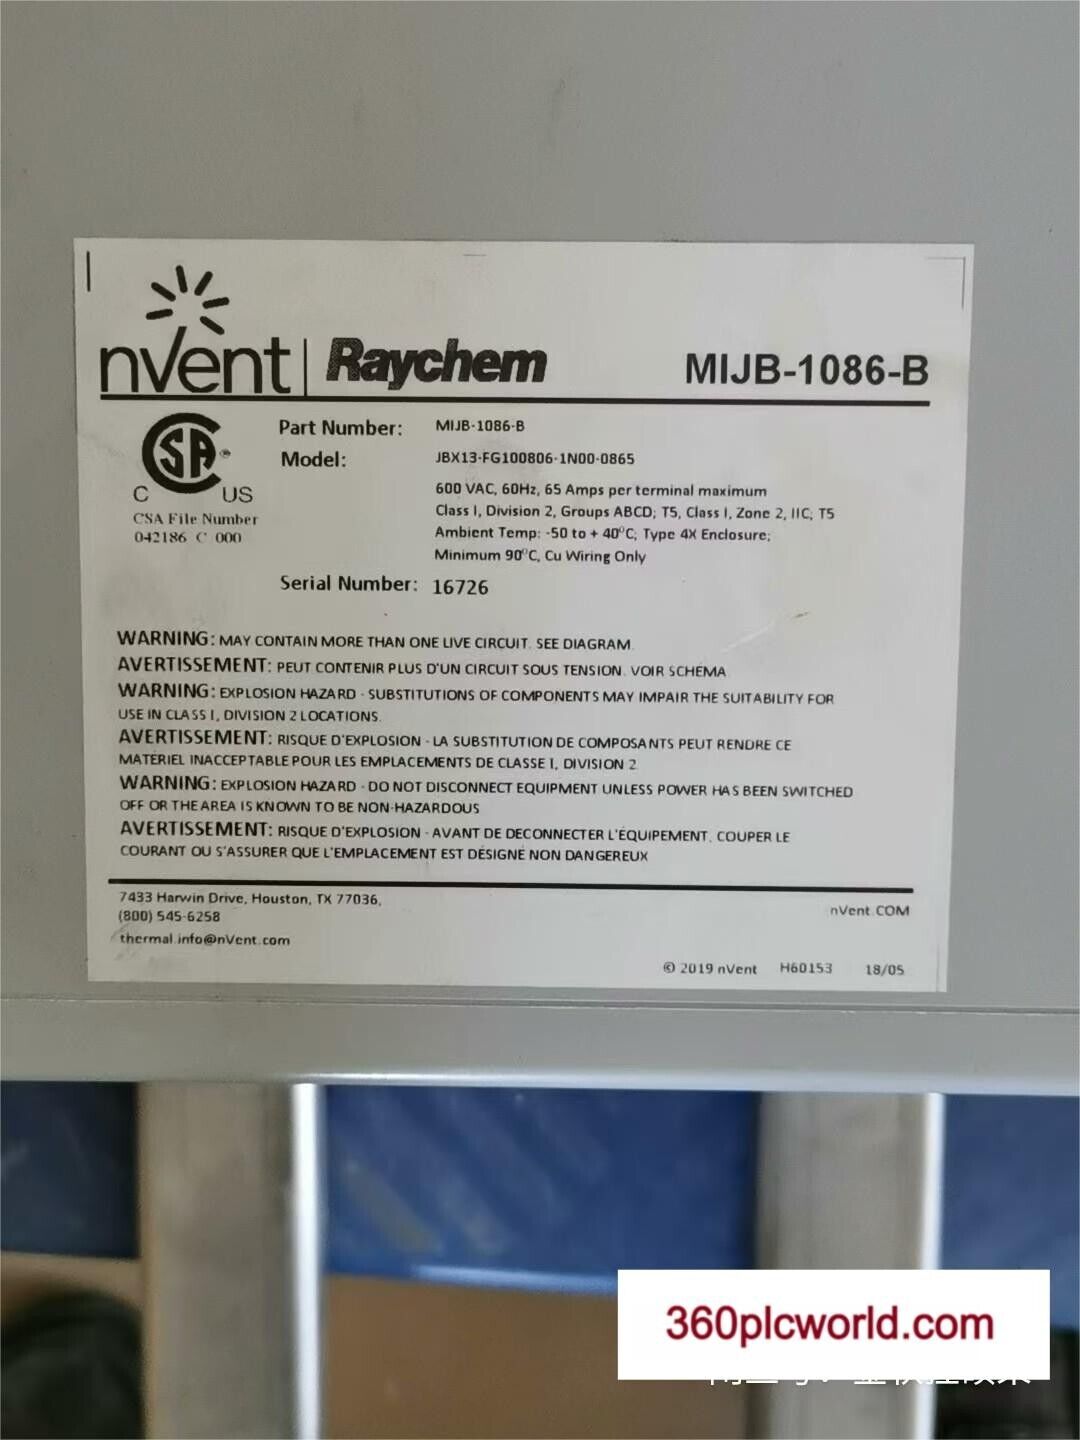 nVent | Raychem MIJB-1086-B
CSA ®
C US
CSA File Number
042186 C 000
Part Number: MIJB-1086-B
Model: JBX13-FG100806-1N00-0865
600 VAC, 60Hz, 65 Amps per terminal maximum
Class I, Division 2, Groups ABCD; T5, Class I, Zone 2, IIC, T5
Ambient Temp: -50 to + 40°C; Type 4X Enclosure;
Minimum 90°C, Cu Wiring Only
Serial Number: 16726
WARNING: MAY CONTAIN MORE THAN ONE LIVE CIRCUIT. SEE DIAGRAM.
AVERTISSEMENT: PEUT CONTENIR PLUS D'UN CIRCUIT SOUS TENSION. VOIR SCHÉMA
WARNING: EXPLOSION HAZARD - SUBSTITUTIONS OF COMPONENTS MAY IMPAIR THE SUITABILITY FOR
USE IN CLASS I, DIVISION 2 LOCATIONS.
AVERTISSEMENT: RISQUE D'EXPLOSION - LA SUBSTITUTION DE COMPOSANTS PEUT RENDRE CE
MATÉRIEL INACCEPTABLE POUR LES EMPLACEMENTS DE CLASSE I, DIVISION 2
WARNING: EXPLOSION HAZARD - DO NOT DISCONNECT EQUIPMENT UNLESS POWER HAS BEEN SWITCHED
OFF OR THE AREA IS KNOWN TO BE NON-HAZARDOUS
AVERTISSEMENT: RISQUE D'EXPLOSION - AVANT DE DECONNECTER L'ÉQUIPEMENT, COUPER LE
COURANT OU S'ASSURER QUE L'EMPLACEMENT EST DÉSIGNÉ NON DANGEREUX
7433 Harwin Drive, Houston, TX 77036,
(800) 545-6258
thermal.info@nVent.com
nVent.COM
© 2019 nVent H60153 18/05
360plcworld.com